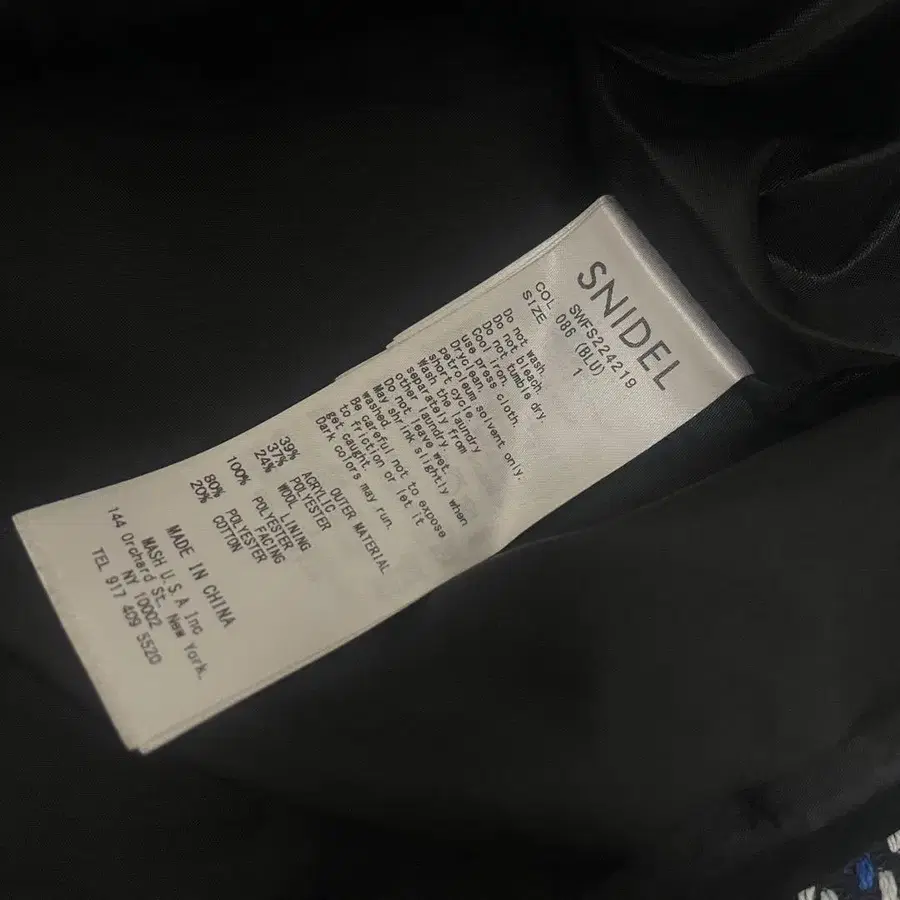 SNIDEL
SWFS224219
COL 086 (BLU)
SIZE 1
Do not wash.
Do not bleach.
Do not tumble dry.
Cool iron.
use press cloth.
Dryclean.
petroleum solvent only.
short cycle.
Wash the laundry
separately from
other laundry.
Do not leave wet.
May shrink slightly when
washed.
Be careful not to expose
to friction or let it
get caught.
Dark colors may run.
OUTER MATERIAL
39% ACRYLIC
37% POLYESTER
24% WOOL
LINING
100% POLYESTER
FACING
80% POLYESTER
20% COTTON
MADE IN CHINA
MASH U.S.A Inc
144 Orchard St. New York.
NY 10002
TEL 917 409 5520